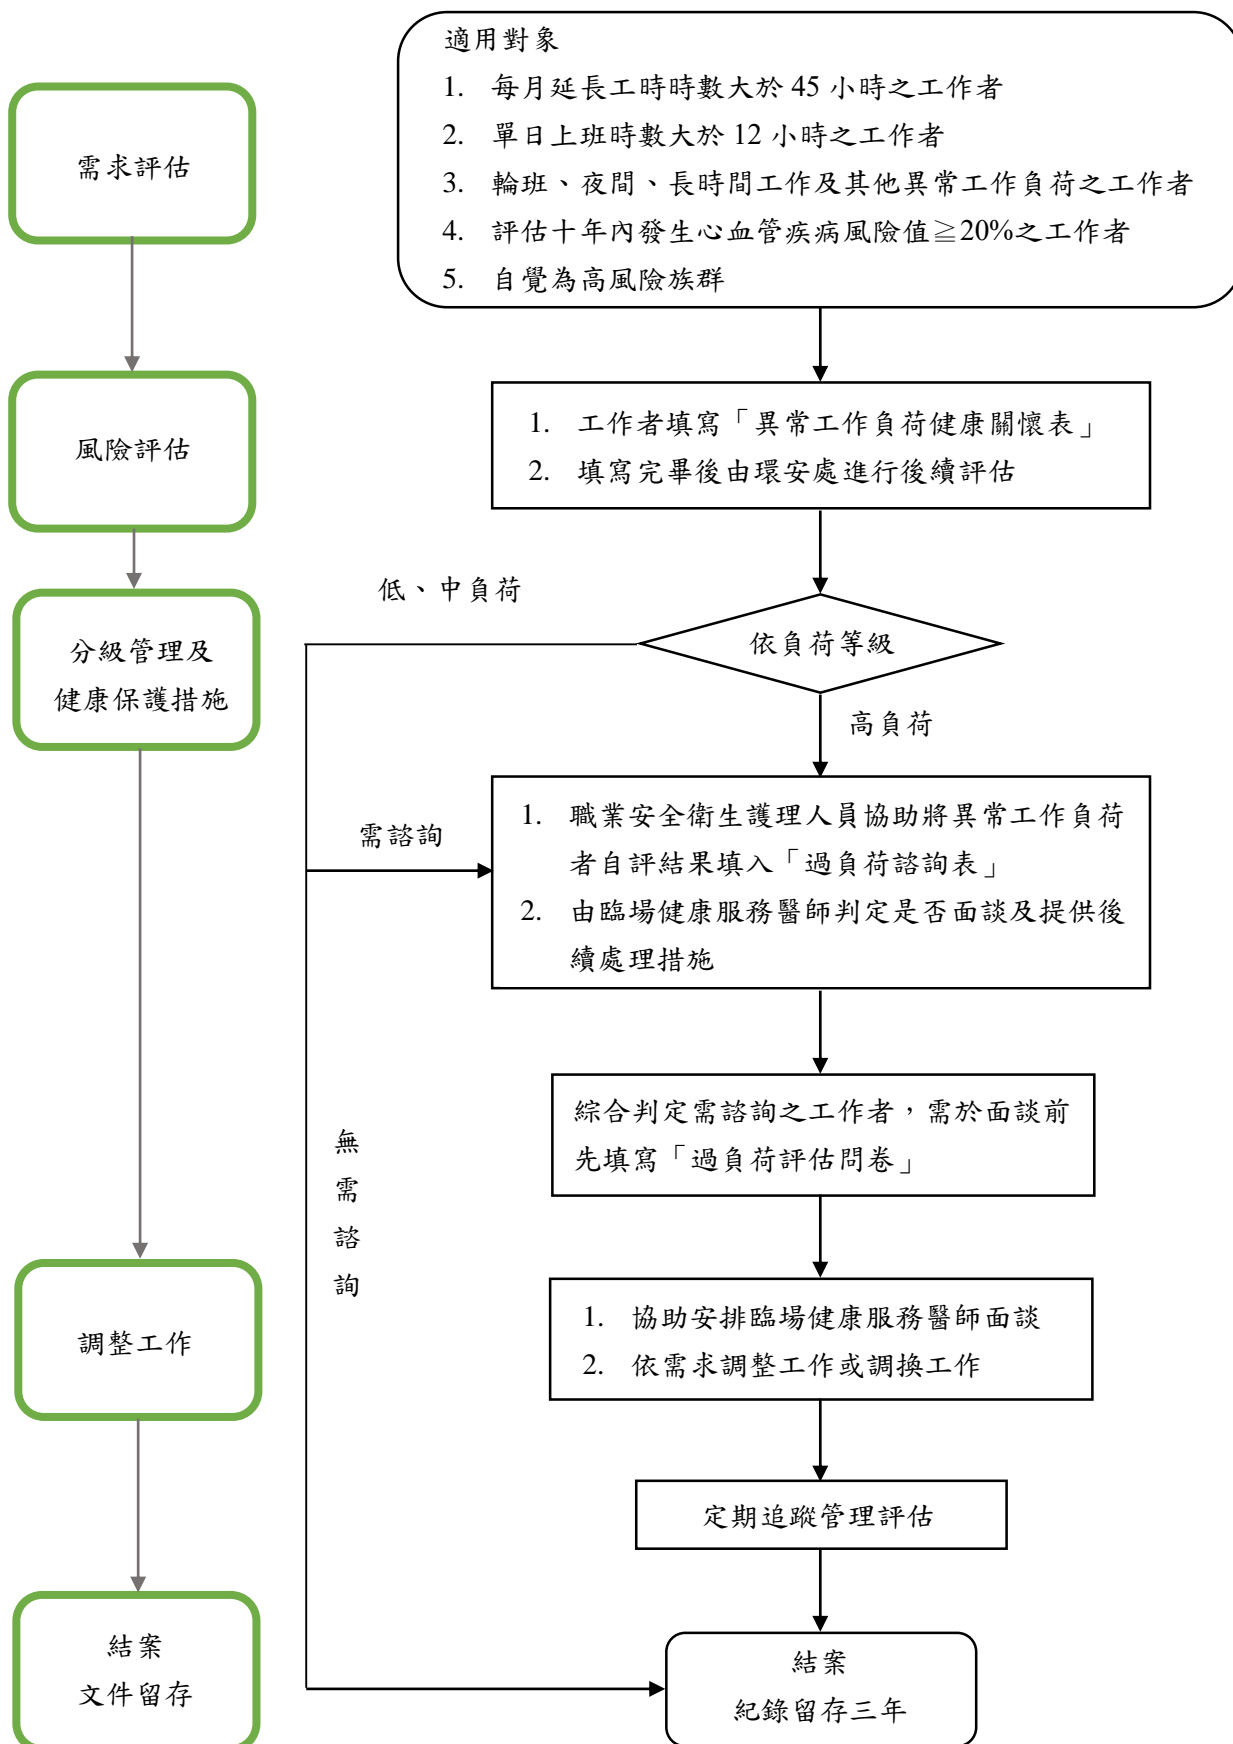 適用對象
1. 每月延長工時時數大於 45 小時之工作者
2. 單日上班時數大於 12 小時之工作者
3. 輪班、夜間、長時間工作及其他異常工作負荷之工作者
4. 評估十年內發生心血管疾病風險值≧20%之工作者
5. 自覺為高風險族群
需求評估
風險評估
1. 工作者填寫「異常工作負荷健康關懷表」
2. 填寫完畢後由環安處進行後續評估
低、中負荷
依負荷等級
分級管理及
健康保護措施
高負荷
需諮詢
1. 職業安全衛生護理人員協助將異常工作負荷
者自評結果填入「過負荷諮詢表」
2. 由臨場健康服務醫師判定是否面談及提供後
續處理措施
綜合判定需諮詢之工作者，需於面談前
先填寫「過負荷評估問卷」
無需諮詢
調整工作
1. 協助安排臨場健康服務醫師面談
2. 依需求調整工作或調換工作
定期追蹤管理評估
結案
文件留存
結案
紀錄留存三年